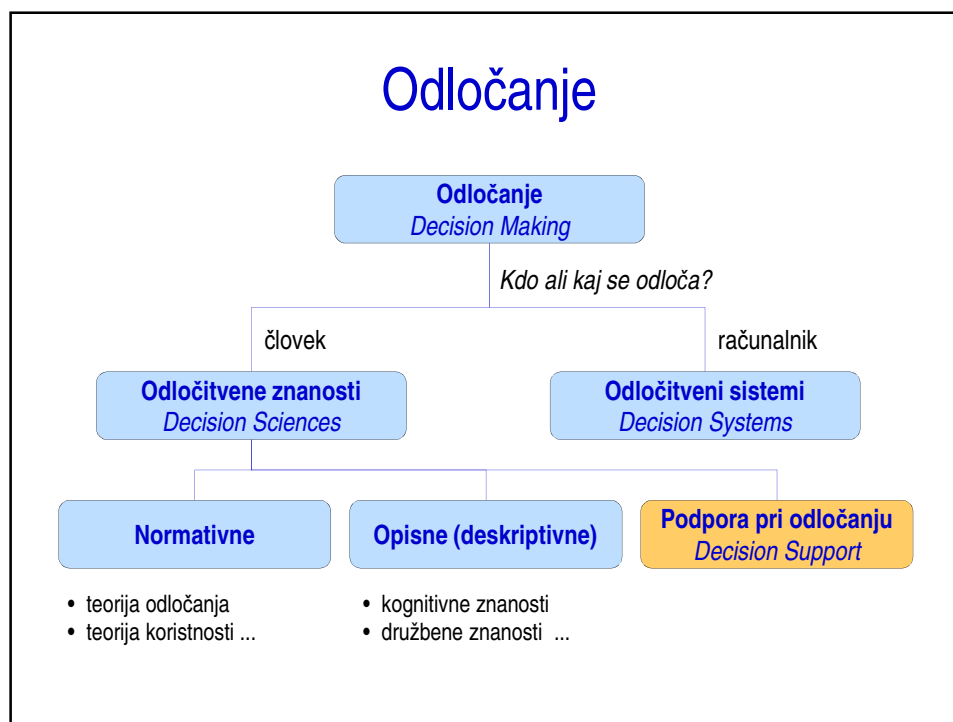 Odločanje
Odločanje
Decision Making
Kdo ali kaj se odloča?
človek
računalnik
Odločitvene znanosti
Decision Sciences
Odločitveni sistemi
Decision Systems
Normativne
Opisne (deskriptivne)
Podpora pri odločanju
Decision Support
• teorija odločanja
• teorija koristnosti ...
• kognitivne znanosti
• družbene znanosti ...